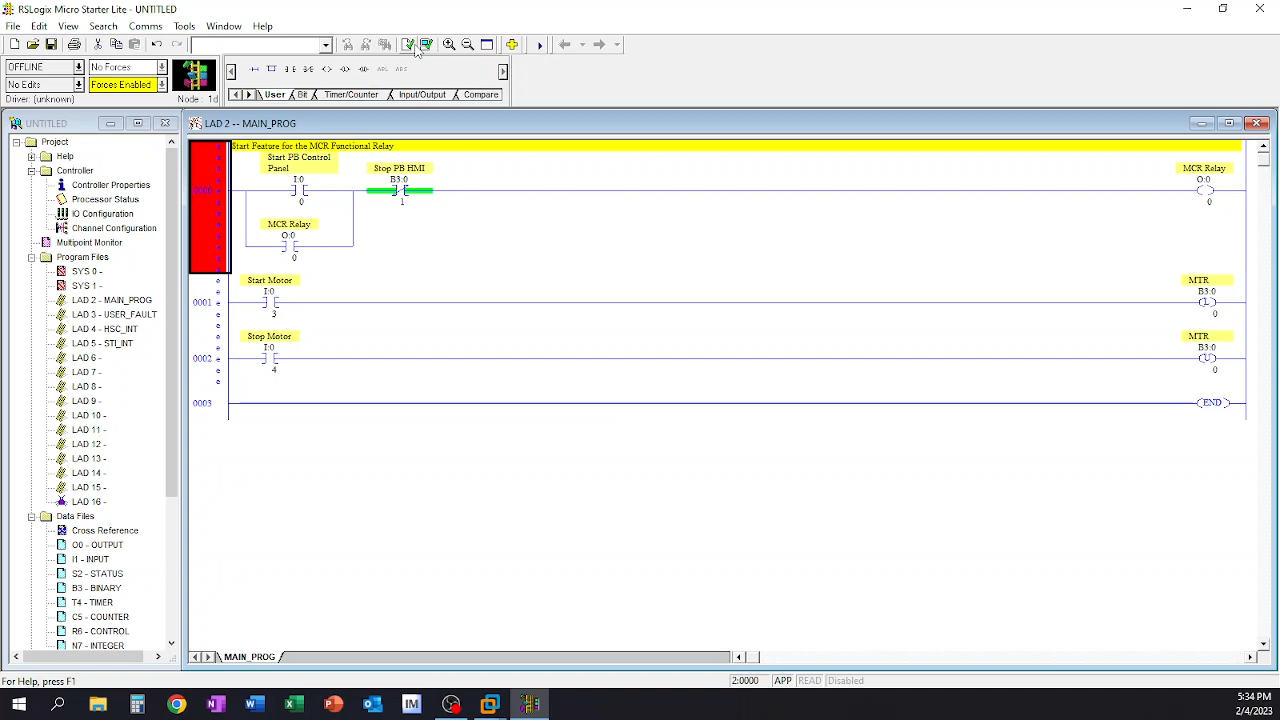 RSLogix Micro Starter Lite - UNTITLED
File Edit View Search Comms Tools Window Help
OFFLINE No Forces
No Edits Forces Enabled
Driver: (unknown) Node : 1d
User Bit Timer/Counter Input/Output Compare
UNTITLED
Project
Help
Controller
Controller Properties
Processor Status
IO Configuration
Channel Configuration
Multipoint Monitor
Program Files
SYS 0 -
SYS 1 -
LAD 2 - MAIN_PROG
LAD 3 - USER_FAULT
LAD 4 - HSC_INT
LAD 5 - STI_INT
LAD 6 -
LAD 7 -
LAD 8 -
LAD 9 -
LAD 10 -
LAD 11 -
LAD 12 -
LAD 13 -
LAD 14 -
LAD 15 -
LAD 16 -
Data Files
Cross Reference
O0 - OUTPUT
I1 - INPUT
S2 - STATUS
B3 - BINARY
T4 - TIMER
C5 - COUNTER
R6 - CONTROL
N7 - INTEGER
LAD 2 -- MAIN_PROG
Start Feature for the MCR Functional Relay
Start PB Control
Panel Stop PB HMI MCR Relay
I:0 B3:0 O:0
0000
0 1 0
MCR Relay
O:0
0
Start Motor MTR
I:0 B3:0
0001 L
3 0
Stop Motor MTR
I:0 B3:0
0002 U
4 0
0003 END
MAIN_PROG
For Help, press F1 2:0000 APP READ Disabled
5:34 PM
2/4/2023